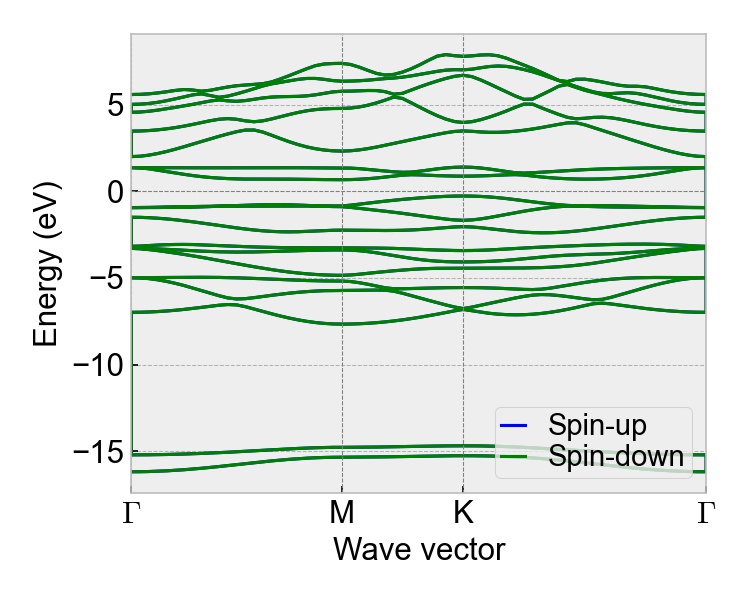 Energy (eV)
5
0
−5
−10
−15
Spin-up
Spin-down
Γ M K Γ
Wave vector